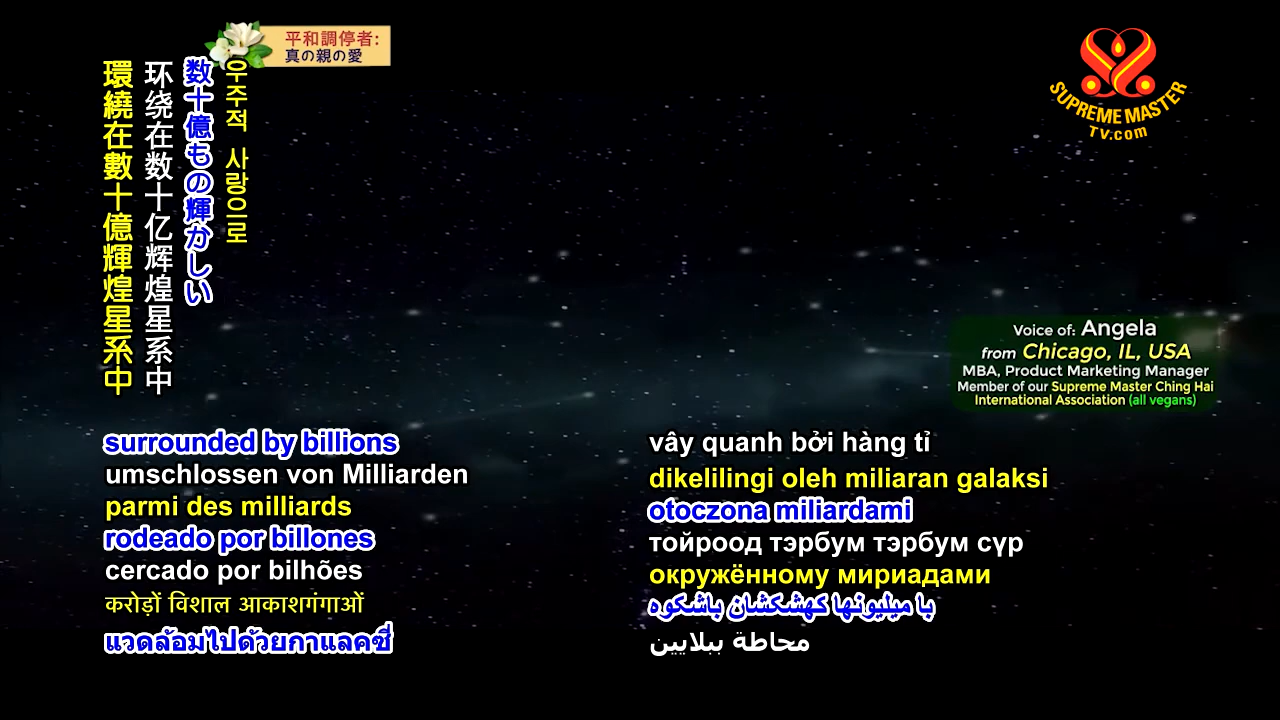 平和調停者:
真の親の愛
SUPREME MASTER
TV.com
우주적 사랑으로
数十億もの輝かしい
环绕在数十亿辉煌星系中
環繞在數十億輝煌星系中
Voice of: Angela
from Chicago, IL, USA
MBA, Product Marketing Manager
Member of our Supreme Master Ching Hai
International Association (all vegans)
surrounded by billions
umschlossen von Milliarden
parmi des milliards
rodeado por billones
cercado por bilhões
करोड़ों विशाल आकाशगंगाओं
แวดล้อมไปด้วยกาแลคซี่
vây quanh bởi hàng tỉ
dikelilingi oleh miliaran galaksi
otoczona miliardami
тойроод тэрбум тэрбум сүр
окружённому мириадами
با میلیونها کهشکشان باشکوه
محاطة ببلايين